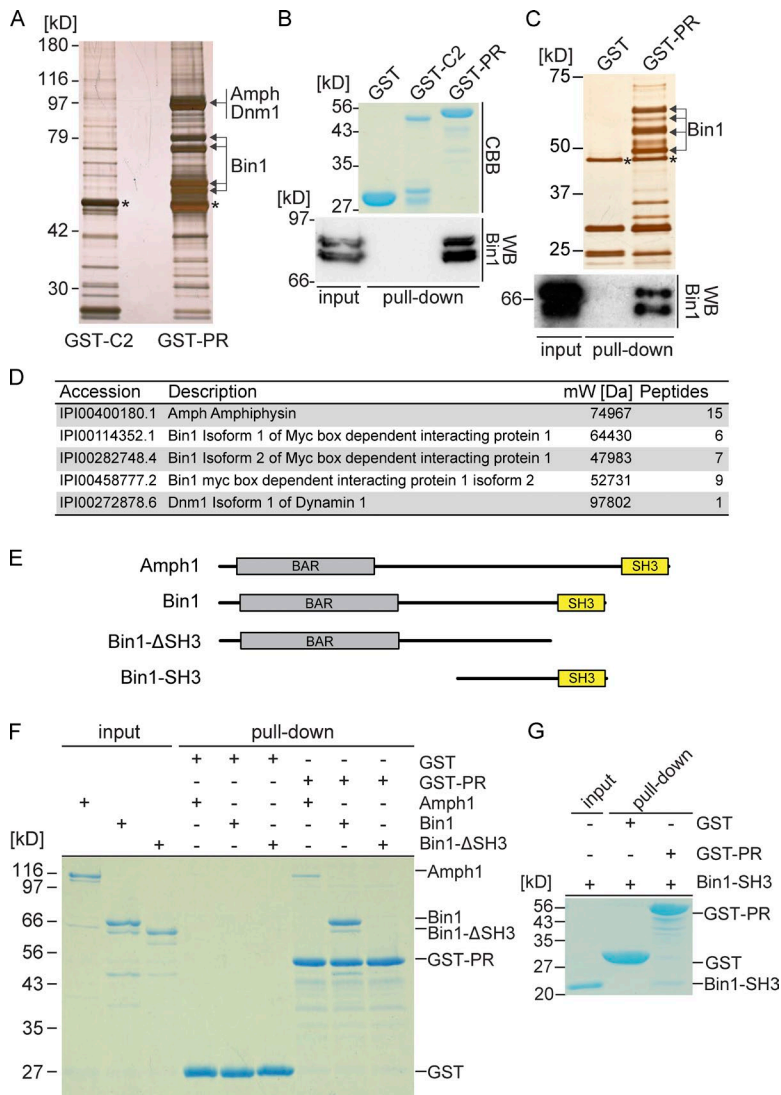 A
[kD]
180
116
97
79
42
30
Amph
Dnm1
Bin1
*
*
GST-C2
GST-PR
B
[kD]
GST
GST-C2
GST-PR
56
43
35
27
CBB
[kD]
97
66
WB
Bin1
input
pull-down
C
[kD]
GST
GST-PR
75
50
37
25
Bin1
*
*
66
WB
Bin1
input
pull-down
D
Accession Description mW [Da] Peptides
IPI00400180.1 Amph Amphiphysin 74967 15
IPI00114352.1 Bin1 Isoform 1 of Myc box dependent interacting protein 1 64430 6
IPI00282748.4 Bin1 Isoform 2 of Myc box dependent interacting protein 1 47983 7
IPI00458777.2 Bin1 myc box dependent interacting protein 1 isoform 2 52731 9
IPI00272878.6 Dnm1 Isoform 1 of Dynamin 1 97802 1
E
Amph1 BAR SH3
Bin1 BAR SH3
Bin1-ΔSH3 BAR
Bin1-SH3 SH3
F
input pull-down
+ + + - - - GST
- - - + + + GST-PR
+ + - - + - - Amph1
+ - + - - + - Bin1
+ - - + - - + Bin1-ΔSH3
[kD]
116
97
66
56
43
35
27
Amph1
Bin1
Bin1-ΔSH3
GST-PR
GST
G
input
pull-down
- + - GST
- - + GST-PR
+ + + Bin1-SH3
[kD]
56
43
35
27
20
GST-PR
GST
Bin1-SH3